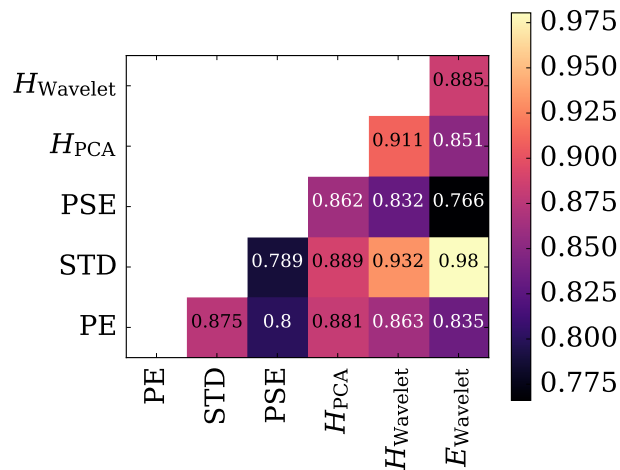 H_Wavelet 0.885
H_PCA 0.911 0.851
PSE 0.862 0.832 0.766
STD 0.789 0.889 0.932 0.98
PE 0.875 0.8 0.881 0.863 0.835
PE STD PSE H_PCA H_Wavelet E_Wavelet
0.975
0.950
0.925
0.900
0.875
0.850
0.825
0.800
0.775